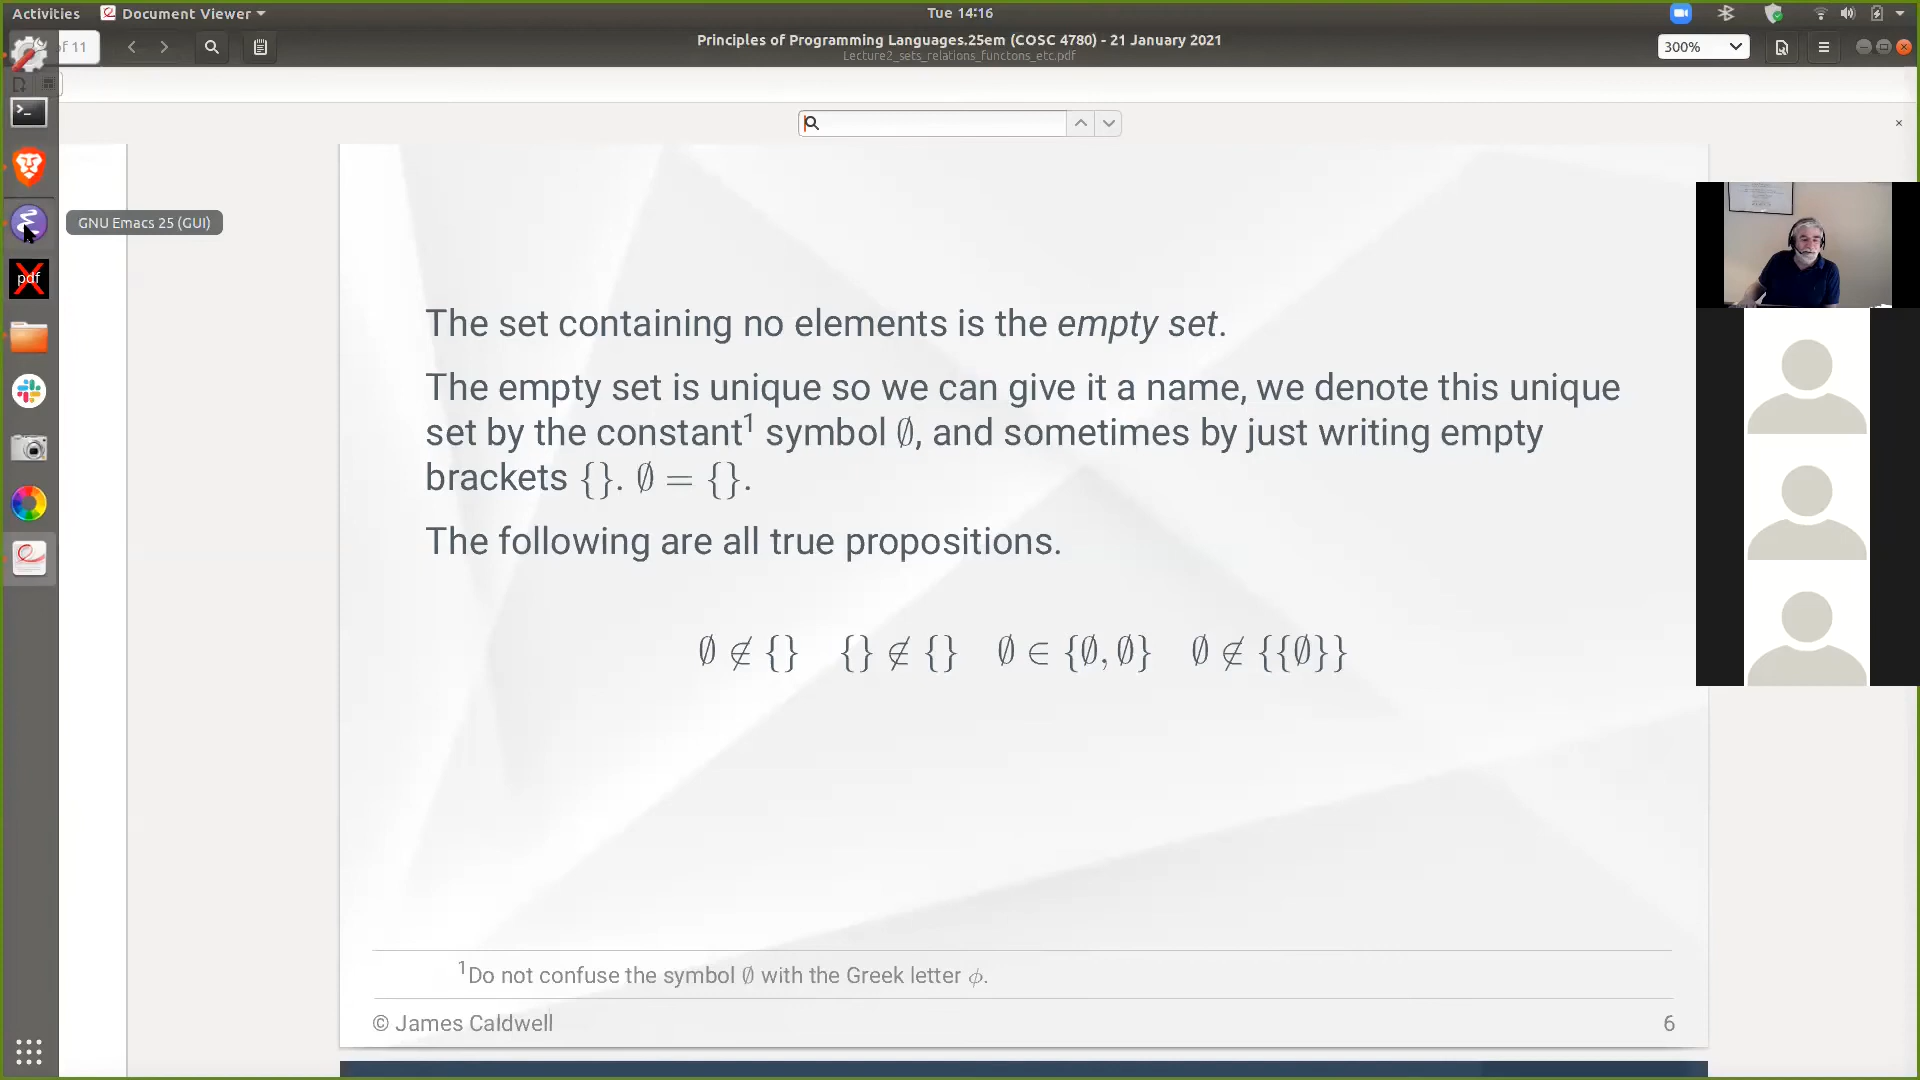 Activities
Document Viewer
Tue 14:16
of 11
Principles of Programming Languages.25em (COSC 4780) - 21 January 2021
Lecture2_sets_relations_functons_etc.pdf
300%
GNU Emacs 25 (GUI)
pdf
The set containing no elements is the empty set.
The empty set is unique so we can give it a name, we denote this unique
set by the constant¹ symbol ∅, and sometimes by just writing empty
brackets {}. ∅ = {}.
The following are all true propositions.
∅ ∉ {} {} ∉ {} ∅ ∈ {∅, ∅} ∅ ∉ {{∅}}
¹Do not confuse the symbol ∅ with the Greek letter ϕ.
© James Caldwell
6